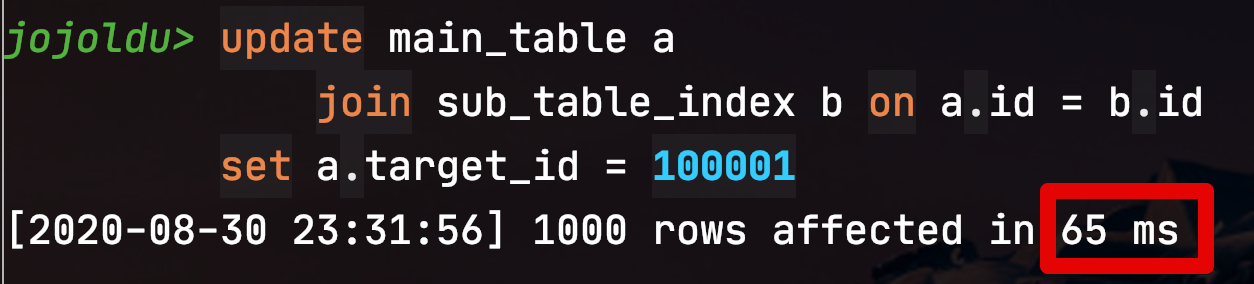 jojoldu> update main_table a
join sub_table_index b on a.id = b.id
set a.target_id = 100001
[2020-08-30 23:31:56] 1000 rows affected in 65 ms